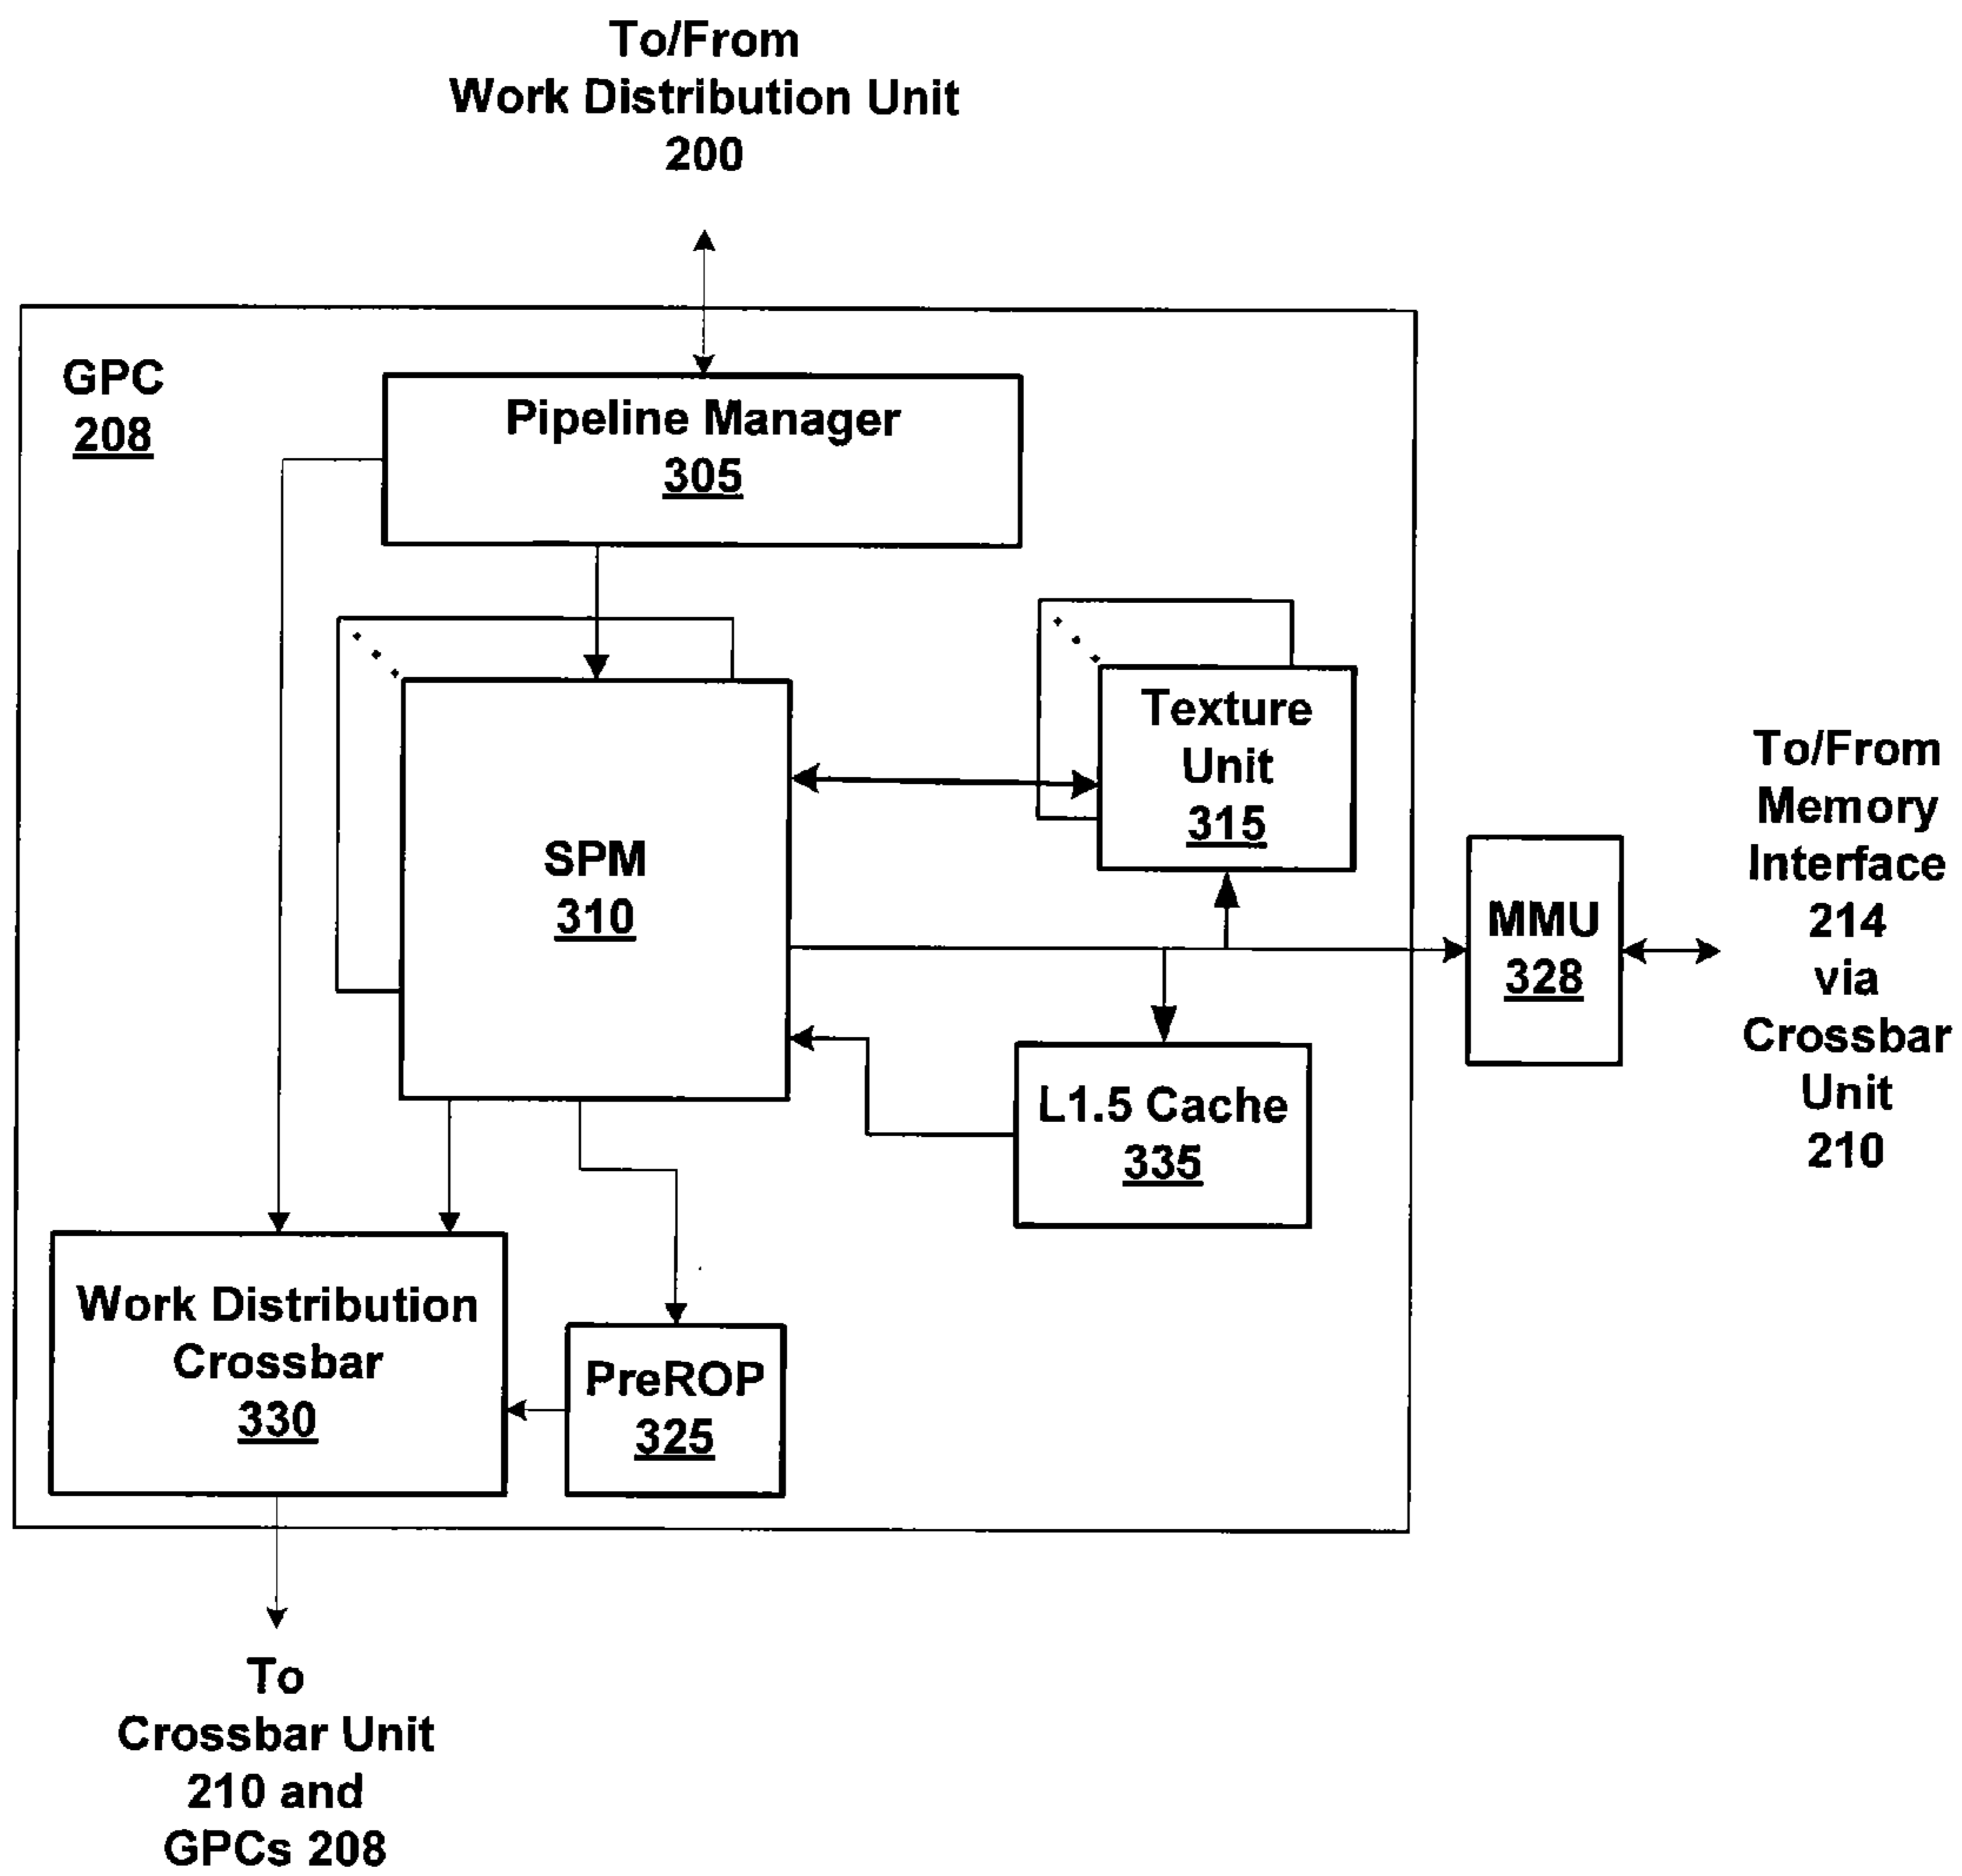 To/From
Work Distribution Unit
200
GPC
208
Pipeline Manager
305
Texture
Unit
315
SPM
310
To/From
Memory
Interface
214
via
Crossbar
Unit
210
MMU
328
L1.5 Cache
335
Work Distribution
Crossbar
330
PreROP
325
To
Crossbar Unit
210 and
GPCs 208